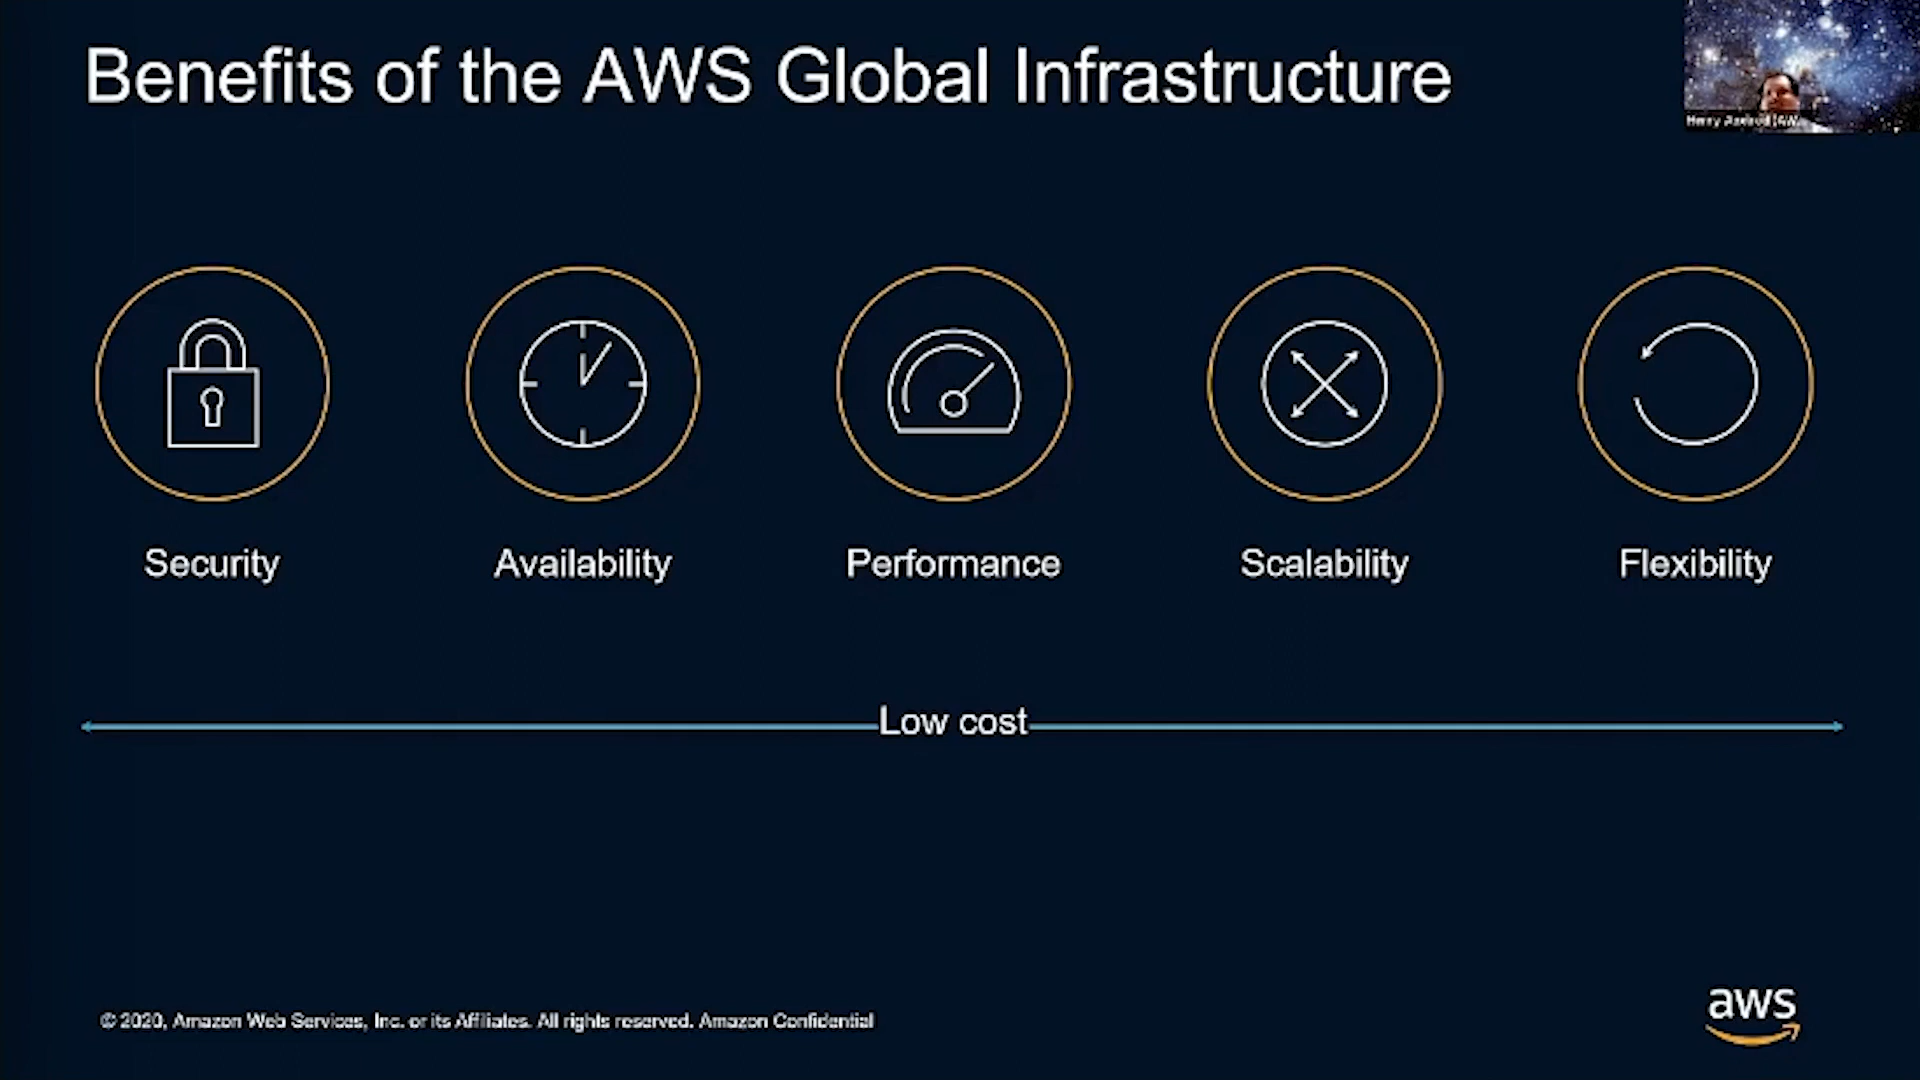 Benefits of the AWS Global Infrastructure
Henry
Security
Availability
Performance
Scalability
Flexibility
Low cost
© 2020, Amazon Web Services, Inc. or its Affiliates. All rights reserved. Amazon Confidential
aws